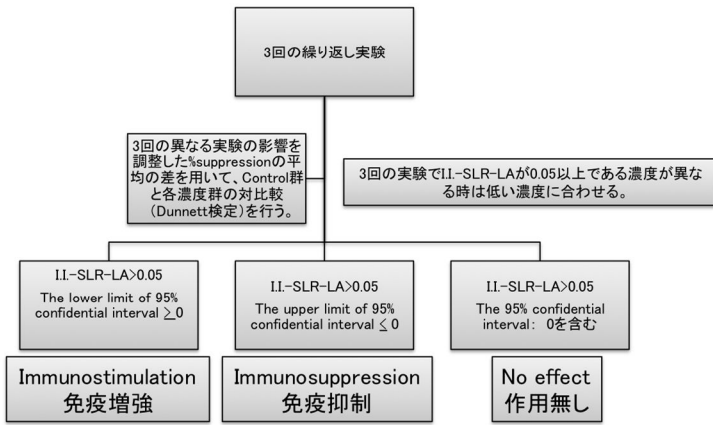 3回の繰り返し実験
3回の異なる実験の影響を
調整した%suppressionの平
均の差を用いて、Control群
と各濃度群の対比較
(Dunnett検定)を行う。
3回の実験でI.I.-SLR-LAが0.05以上である濃度が異な
る時は低い濃度に合わせる。
I.I.-SLR-LA>0.05
The lower limit of 95%
confidential interval ≥0
I.I.-SLR-LA>0.05
The upper limit of 95%
confidential interval ≤ 0
I.I.-SLR-LA>0.05
The 95% confidential
interval: 0を含む
Immunostimulation
免疫増強
Immunosuppression
免疫抑制
No effect
作用無し